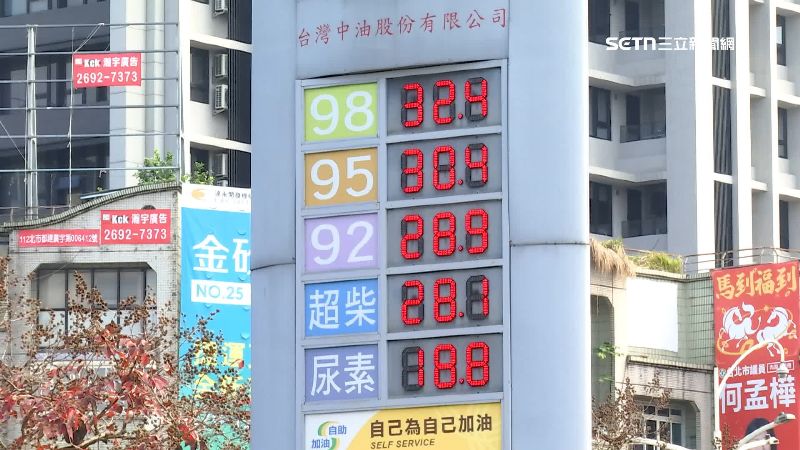 台灣中油股份有限公司
SETN三立新聞網
KcK 瀚宇廣告
2692-7373
98 32.4
95 30.4
92 28.9
超柴 28.1
尿素 18.8
自助加油
自己為自己加油
SELF SERVICE
KcK 瀚宇廣告
2692-7373
金磚
NO.25
馬到福到
台北市議員
何孟樺